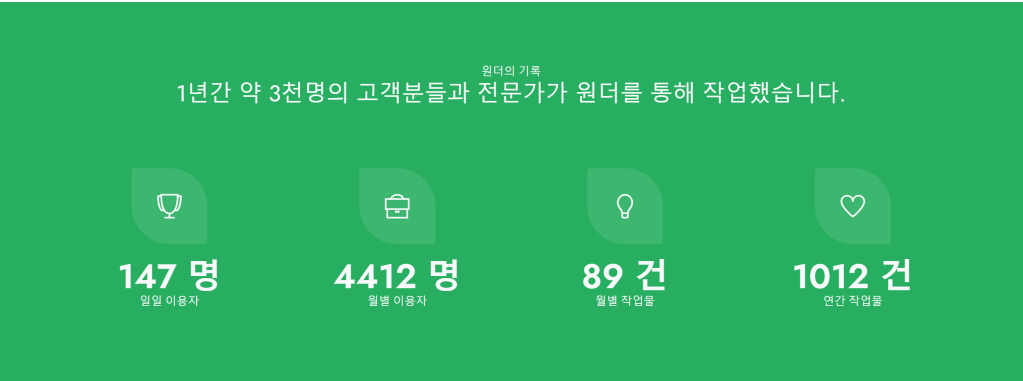 원더의 기록
1년간 약 3천명의 고객분들과 전문가가 원더를 통해 작업했습니다.
147 명
일일 이용자
4412 명
월별 이용자
89 건
월별 작업물
1012 건
연간 작업물